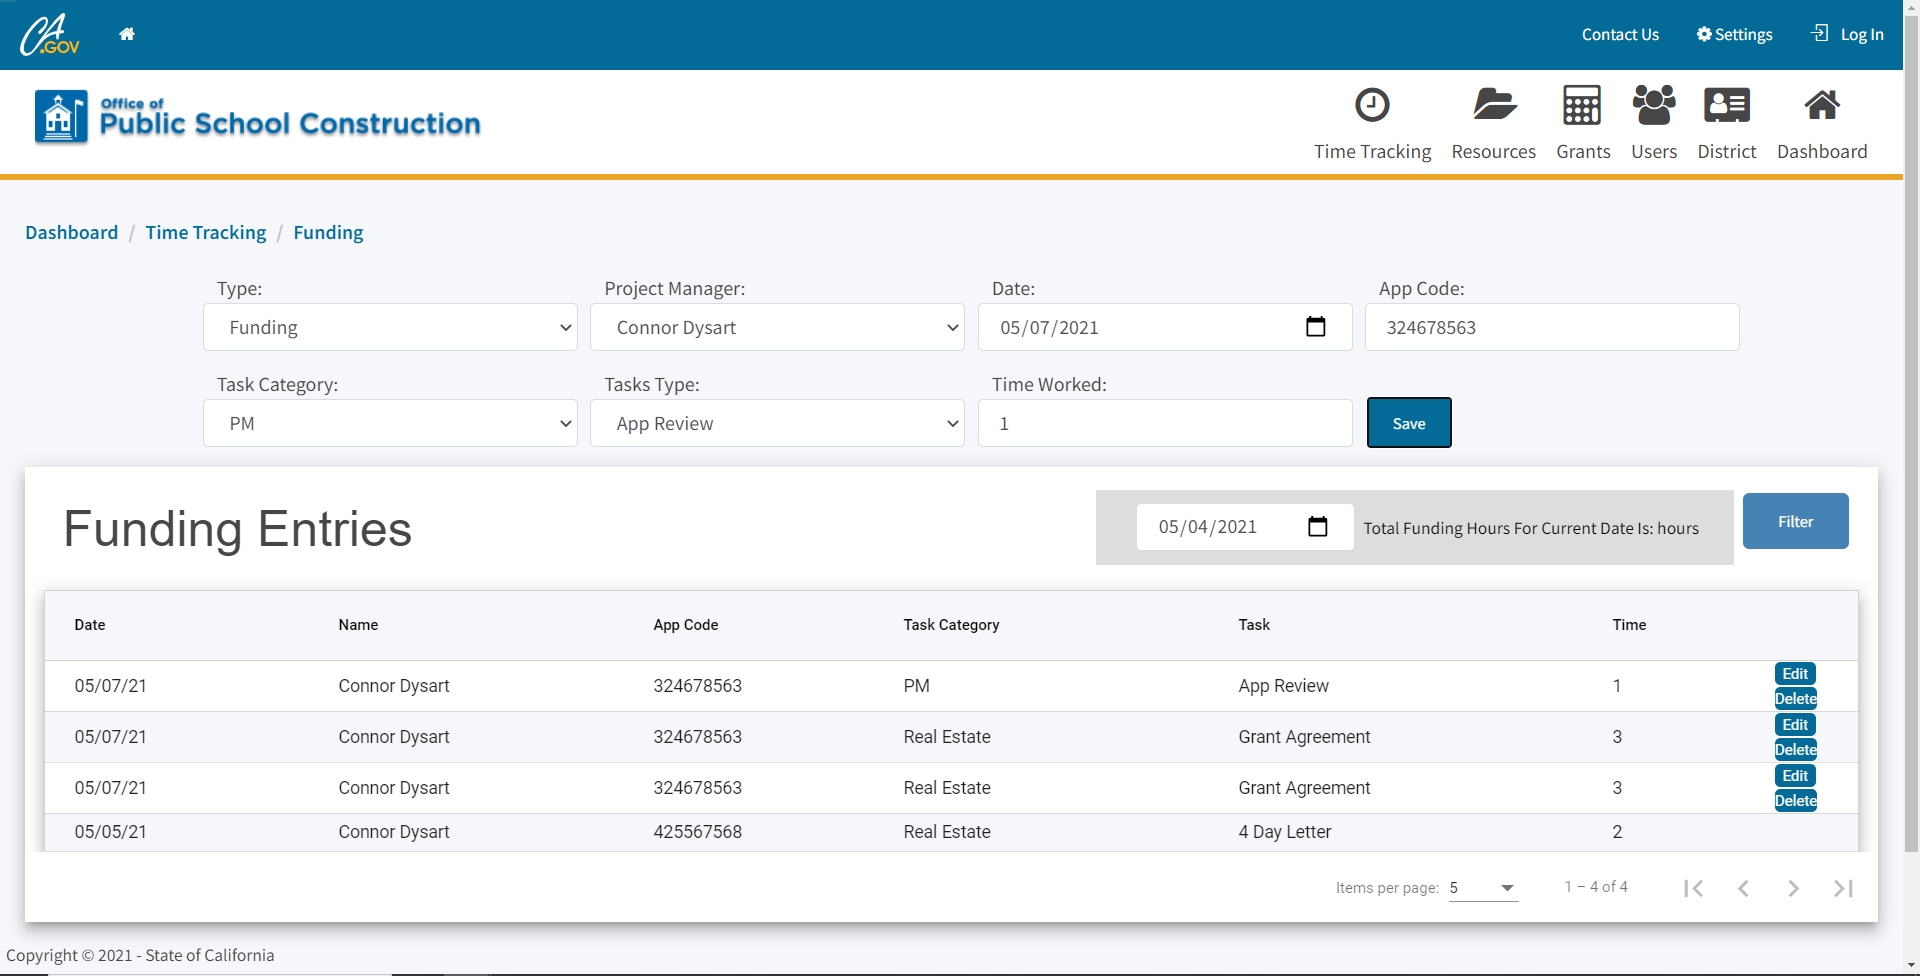 CA.GOV
Contact Us
Settings
Log In
Office of
Public School Construction
Time Tracking
Resources
Grants
Users
District
Dashboard
Dashboard / Time Tracking / Funding
Type:
Project Manager:
Date:
App Code:
Funding
Connor Dysart
05/07/2021
324678563
Task Category:
Tasks Type:
Time Worked:
PM
App Review
1
Save
Funding Entries
05/04/2021
Total Funding Hours For Current Date Is: hours
Filter
Date Name App Code Task Category Task Time
05/07/21 Connor Dysart 324678563 PM App Review 1
Edit
Delete
05/07/21 Connor Dysart 324678563 Real Estate Grant Agreement 3
Edit
Delete
05/07/21 Connor Dysart 324678563 Real Estate Grant Agreement 3
Edit
Delete
05/05/21 Connor Dysart 425567568 Real Estate 4 Day Letter 2
Items per page: 5
1 – 4 of 4
Copyright © 2021 - State of California